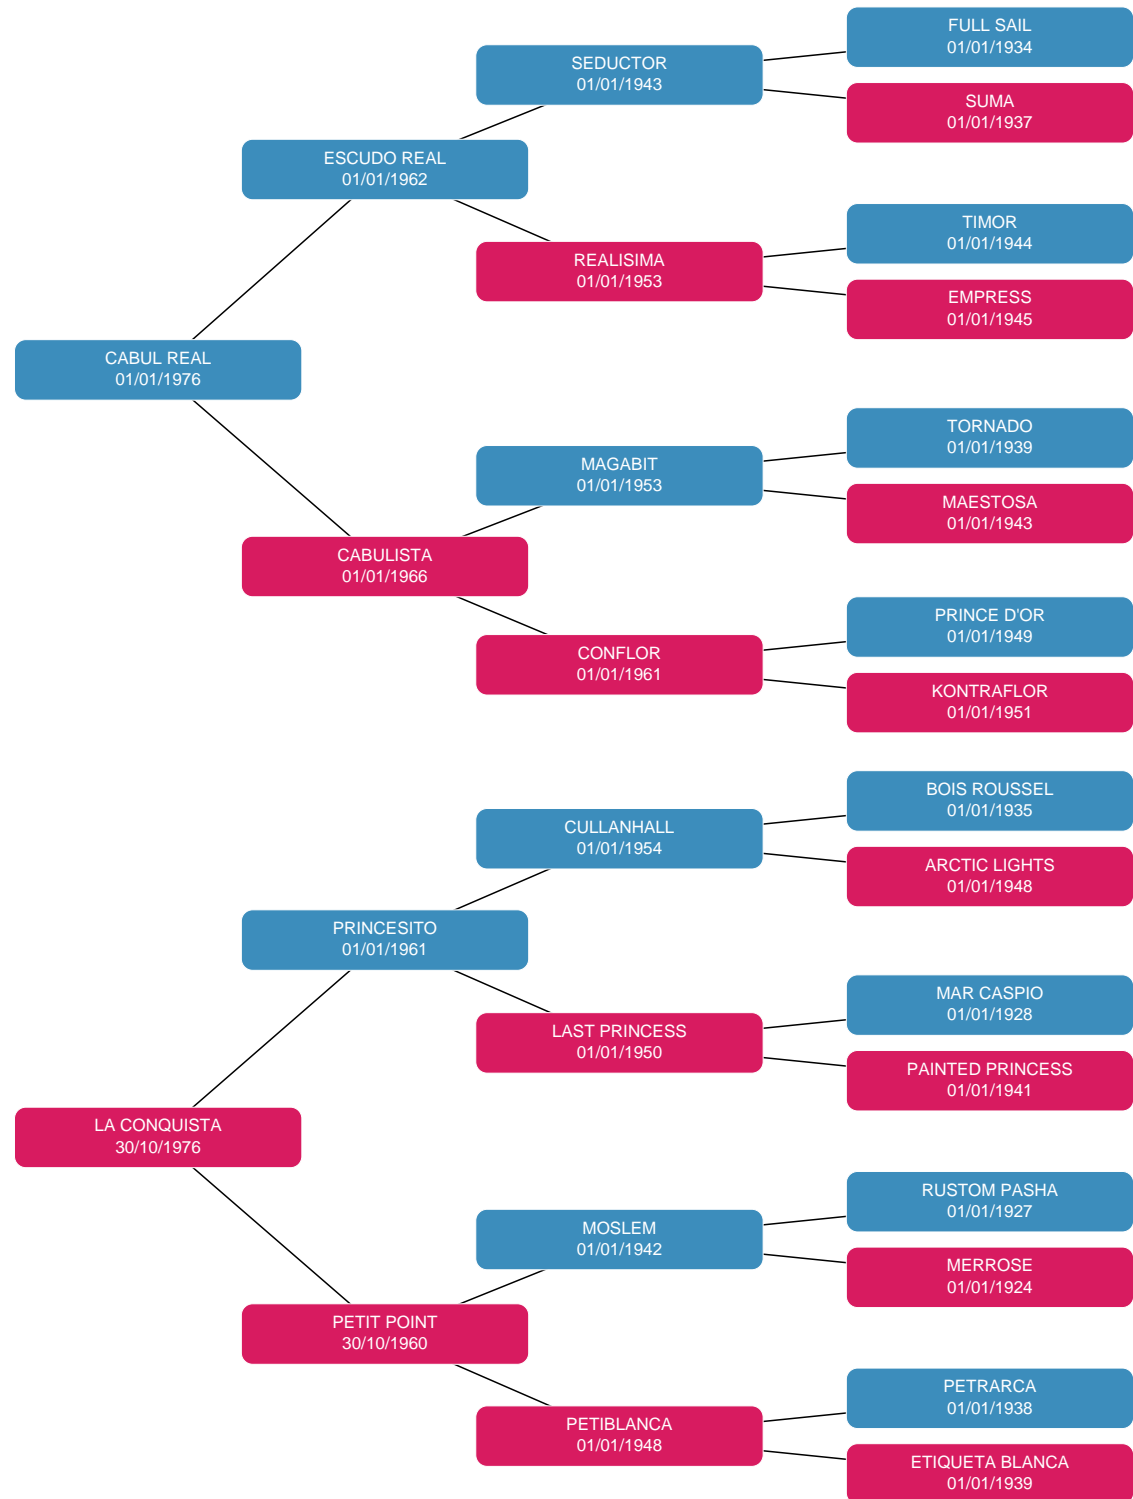 FULL SAIL
01/01/1934
SEDUCTOR
01/01/1943
SUMA
01/01/1937
ESCUDO REAL
01/01/1962
TIMOR
01/01/1944
REALISIMA
01/01/1953
EMPRESS
01/01/1945
CABUL REAL
01/01/1976
TORNADO
01/01/1939
MAGABIT
01/01/1953
MAESTOSA
01/01/1943
CABULISTA
01/01/1966
PRINCE D'OR
01/01/1949
CONFLOR
01/01/1961
KONTRAFLOR
01/01/1951
BOIS ROUSSEL
01/01/1935
CULLANHALL
01/01/1954
ARCTIC LIGHTS
01/01/1948
PRINCESITO
01/01/1961
MAR CASPIO
01/01/1928
LAST PRINCESS
01/01/1950
PAINTED PRINCESS
01/01/1941
LA CONQUISTA
30/10/1976
RUSTOM PASHA
01/01/1927
MOSLEM
01/01/1942
MERROSE
01/01/1924
PETIT POINT
30/10/1960
PETRARCA
01/01/1938
PETIBLANCA
01/01/1948
ETIQUETA BLANCA
01/01/1939